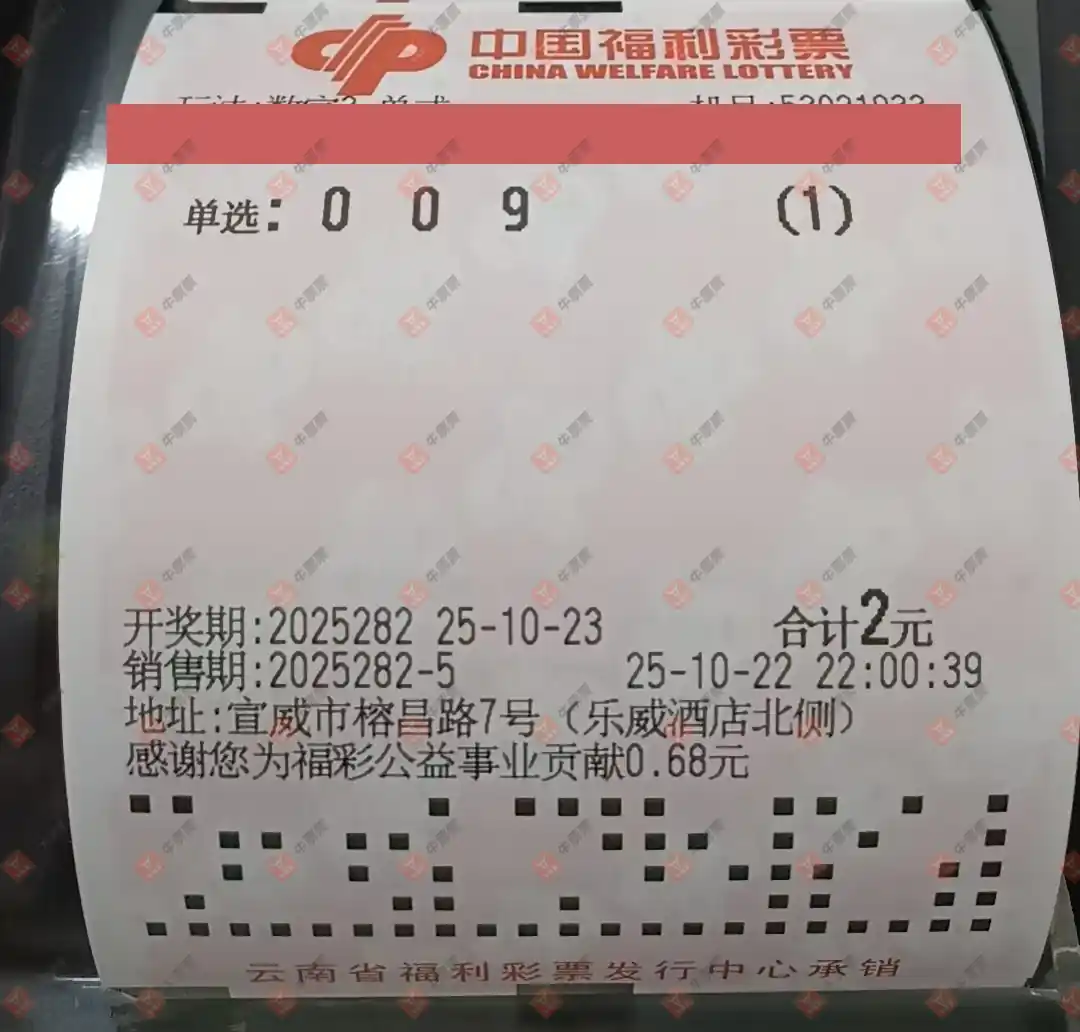 中国福利彩票
CHINA WELFARE LOTTERY
单选: 0 0 9 (1)
开奖期:2025282 25-10-23 合计2元
销售期:2025282-5 25-10-22 22:00:39
地址:宣威市榕昌路7号（乐威酒店北侧）
感谢您为福彩公益事业贡献0.68元
云南省福利彩票发行中心承销